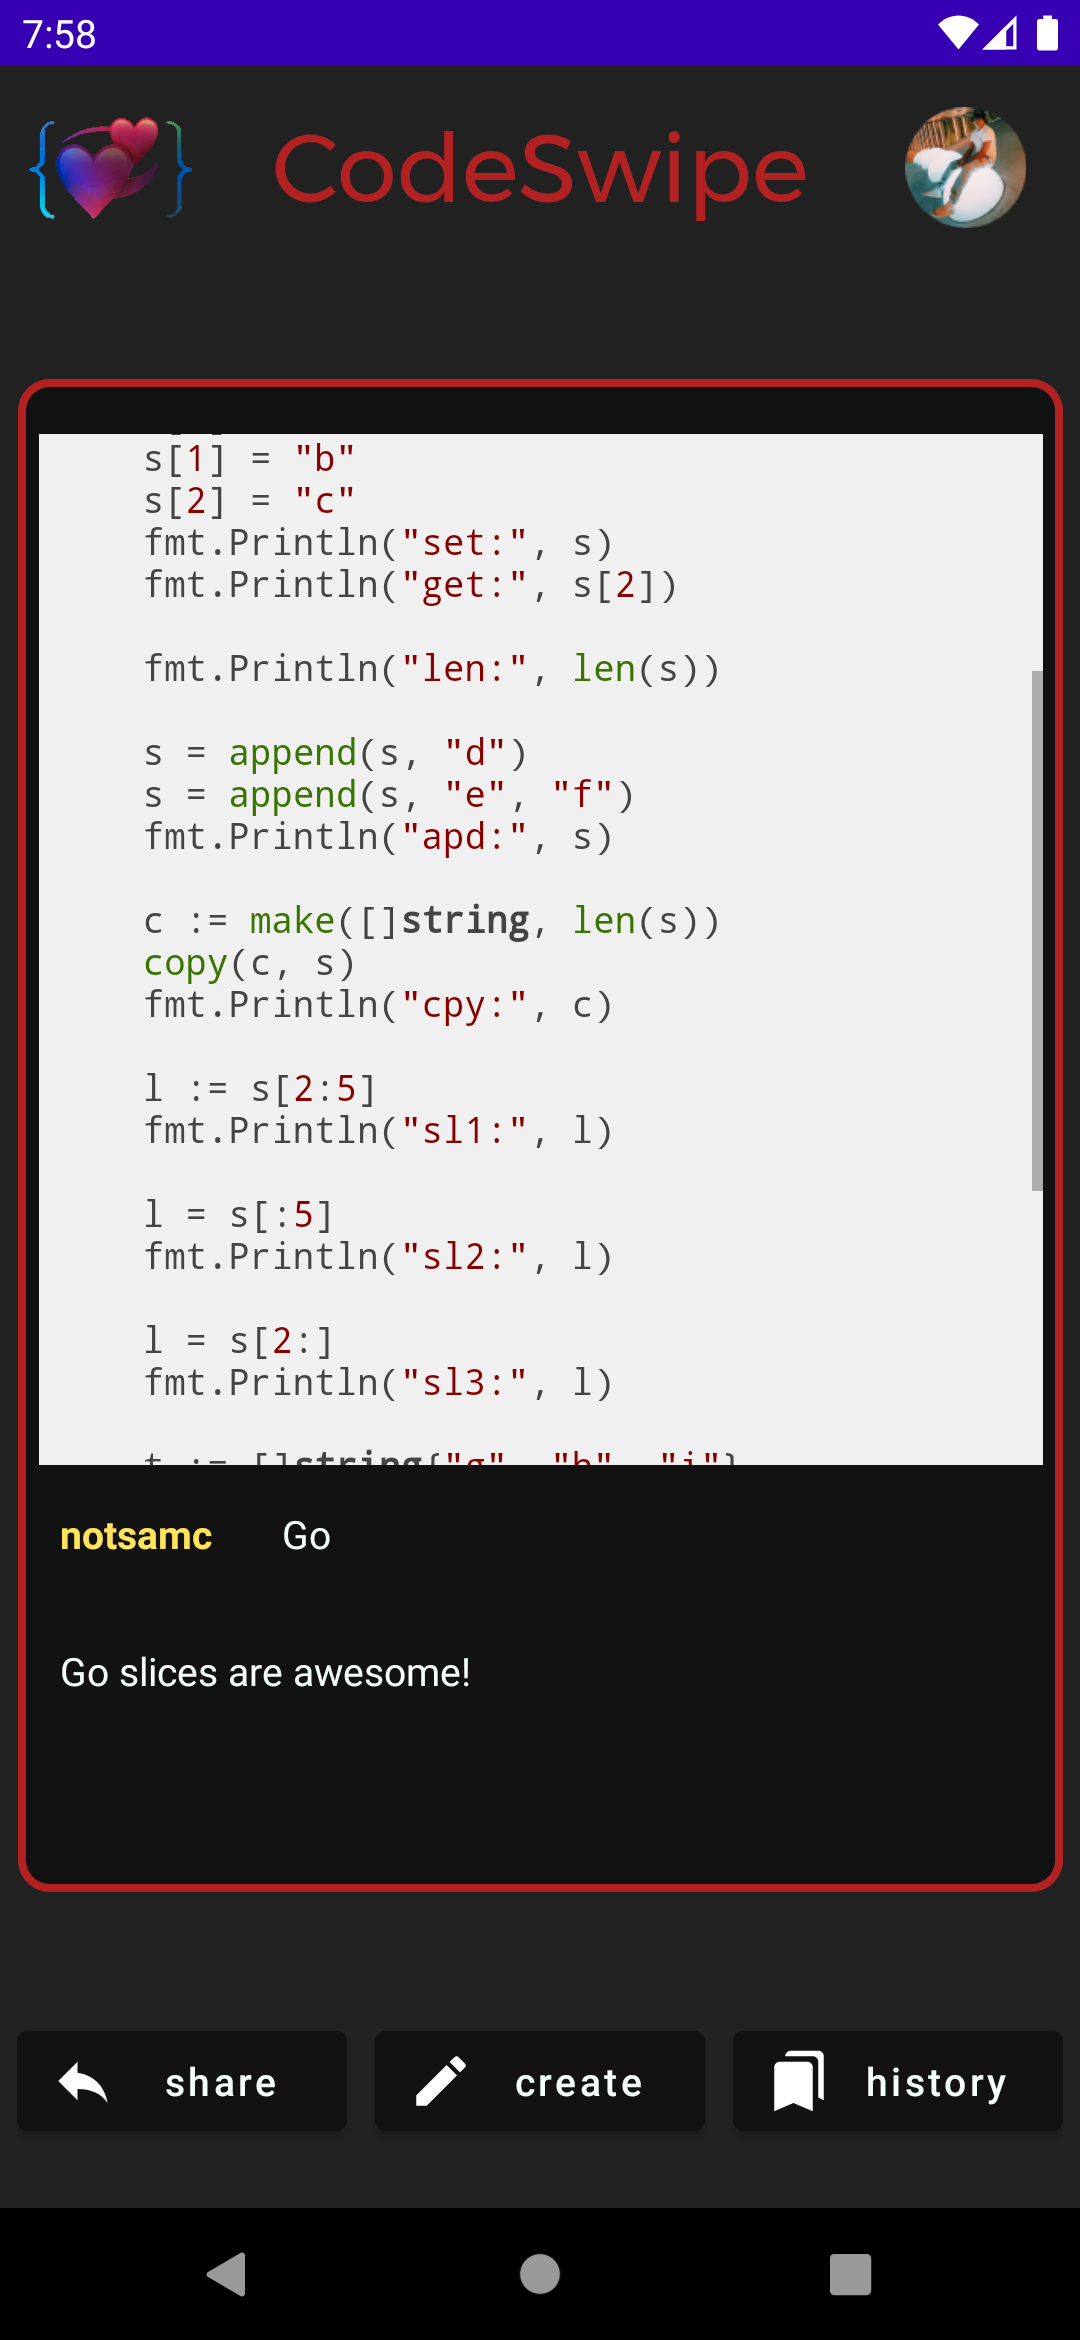 7:58
CodeSwipe
s[1] = "b"
s[2] = "c"
fmt.Println("set:", s)
fmt.Println("get:", s[2])
fmt.Println("len:", len(s))
s = append(s, "d")
s = append(s, "e", "f")
fmt.Println("apd:", s)
c := make([]string, len(s))
copy(c, s)
fmt.Println("cpy:", c)
l := s[2:5]
fmt.Println("sl1:", l)
l = s[:5]
fmt.Println("sl2:", l)
l = s[2:]
fmt.Println("sl3:", l)
t := []string{"g", "h", "i"}
notsamc Go
Go slices are awesome!
share create history